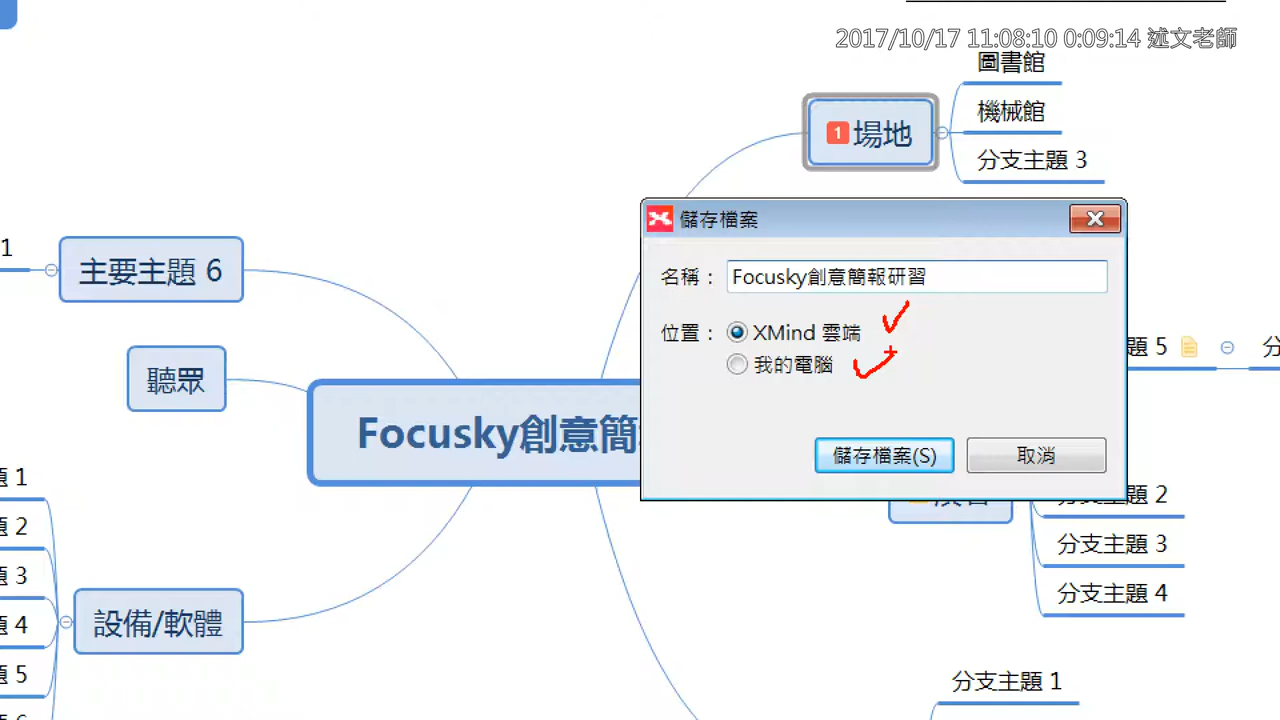 2017/10/17 11:08:10 0:09:14 述文老師
圖書館
1 場地
機械館
分支主題 3
儲存檔案
1
主要主題 6
名稱： Focusky創意簡報研習
位置： XMind 雲端
我的電腦
題 5
分
聽眾
Focusky創意簡
儲存檔案(S)
取消
題 1
分支主題 2
題 2
分支主題 3
題 3
分支主題 4
設備/軟體
題 4
題 5
分支主題 1